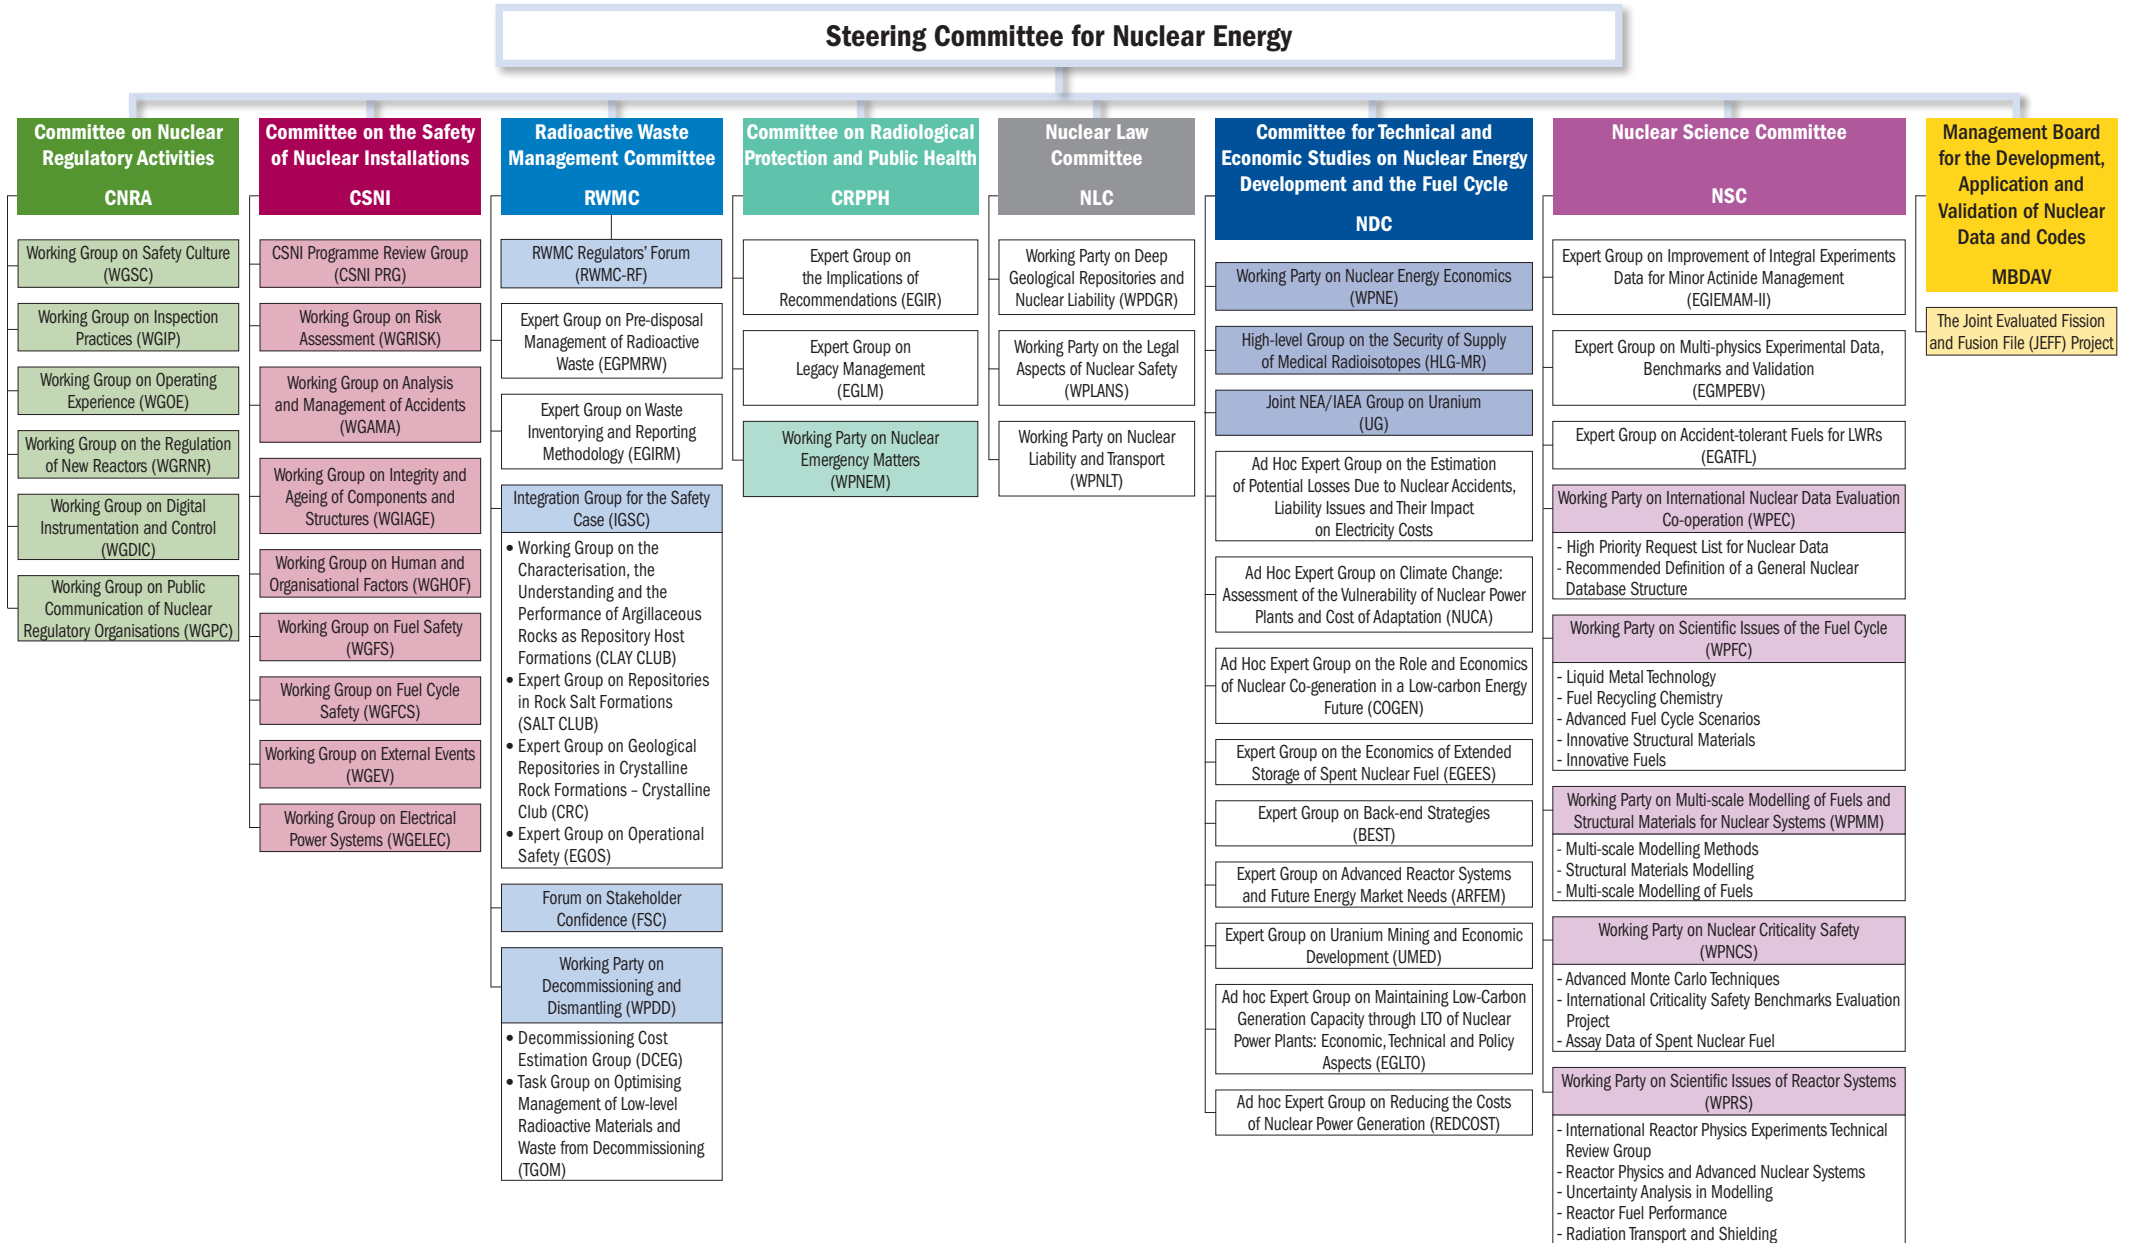 Steering Committee for Nuclear Energy
Committee on Nuclear
Regulatory Activities
CNRA
Working Group on Safety Culture
(WGSC)
Working Group on Inspection
Practices (WGIP)
Working Group on Operating
Experience (WGOE)
Working Group on the Regulation
of New Reactors (WGRNR)
Working Group on Digital
Instrumentation and Control
(WGDIC)
Working Group on Public
Communication of Nuclear
Regulatory Organisations (WGPC)
Committee on the Safety
of Nuclear Installations
CSNI
CSNI Programme Review Group
(CSNI PRG)
Working Group on Risk
Assessment (WGRISK)
Working Group on Analysis
and Management of Accidents
(WGAMA)
Working Group on Integrity and
Ageing of Components and
Structures (WGIAGE)
Working Group on Human and
Organisational Factors (WGHOF)
Working Group on Fuel Safety
(WGFS)
Working Group on Fuel Cycle
Safety (WGFCS)
Working Group on External Events
(WGEV)
Working Group on Electrical
Power Systems (WGELEC)
Radioactive Waste
Management Committee
RWMC
RWMC Regulators’ Forum
(RWMC-RF)
Expert Group on Pre-disposal
Management of Radioactive
Waste (EGPMRW)
Expert Group on Waste
Inventorying and Reporting
Methodology (EGIRM)
Integration Group for the Safety
Case (IGSC)
• Working Group on the
Characterisation, the
Understanding and the
Performance of Argillaceous
Rocks as Repository Host
Formations (CLAY CLUB)
• Expert Group on Repositories
in Rock Salt Formations
(SALT CLUB)
• Expert Group on Geological
Repositories in Crystalline
Rock Formations – Crystalline
Club (CRC)
• Expert Group on Operational
Safety (EGOS)
Forum on Stakeholder
Confidence (FSC)
Working Party on
Decommissioning and
Dismantling (WPDD)
• Decommissioning Cost
Estimation Group (DCEG)
• Task Group on Optimising
Management of Low-level
Radioactive Materials and
Waste from Decommissioning
(TGOM)
Committee on Radiological
Protection and Public Health
CRPPH
Expert Group on
the Implications of
Recommendations (EGIR)
Expert Group on
Legacy Management
(EGLM)
Working Party on Nuclear
Emergency Matters
(WPNEM)
Nuclear Law
Committee
NLC
Working Party on Deep
Geological Repositories and
Nuclear Liability (WPDGR)
Working Party on the Legal
Aspects of Nuclear Safety
(WPLANS)
Working Party on Nuclear
Liability and Transport
(WPNLT)
Committee for Technical and
Economic Studies on Nuclear Energy
Development and the Fuel Cycle
NDC
Working Party on Nuclear Energy Economics
(WPNE)
High-level Group on the Security of Supply
of Medical Radioisotopes (HLG-MR)
Joint NEA/IAEA Group on Uranium
(UG)
Ad Hoc Expert Group on the Estimation
of Potential Losses Due to Nuclear Accidents,
Liability Issues and Their Impact
on Electricity Costs
Ad Hoc Expert Group on Climate Change:
Assessment of the Vulnerability of Nuclear Power
Plants and Cost of Adaptation (NUCA)
Ad Hoc Expert Group on the Role and Economics
of Nuclear Co-generation in a Low-carbon Energy
Future (COGEN)
Expert Group on the Economics of Extended
Storage of Spent Nuclear Fuel (EGEES)
Expert Group on Back-end Strategies
(BEST)
Expert Group on Advanced Reactor Systems
and Future Energy Market Needs (ARFEM)
Expert Group on Uranium Mining and Economic
Development (UMED)
Ad hoc Expert Group on Maintaining Low-Carbon
Generation Capacity through LTO of Nuclear
Power Plants: Economic, Technical and Policy
Aspects (EGLTO)
Ad hoc Expert Group on Reducing the Costs
of Nuclear Power Generation (REDCOST)
Nuclear Science Committee
NSC
Expert Group on Improvement of Integral Experiments
Data for Minor Actinide Management
(EGIEMAM-II)
Expert Group on Multi-physics Experimental Data,
Benchmarks and Validation
(EGMPEBV)
Expert Group on Accident-tolerant Fuels for LWRs
(EGATFL)
Working Party on International Nuclear Data Evaluation
Co-operation (WPEC)
- High Priority Request List for Nuclear Data
- Recommended Definition of a General Nuclear
Database Structure
Working Party on Scientific Issues of the Fuel Cycle
(WPFC)
- Liquid Metal Technology
- Fuel Recycling Chemistry
- Advanced Fuel Cycle Scenarios
- Innovative Structural Materials
- Innovative Fuels
Working Party on Multi-scale Modelling of Fuels and
Structural Materials for Nuclear Systems (WPMM)
- Multi-scale Modelling Methods
- Structural Materials Modelling
- Multi-scale Modelling of Fuels
Working Party on Nuclear Criticality Safety
(WPNCS)
- Advanced Monte Carlo Techniques
- International Criticality Safety Benchmarks Evaluation
Project
- Assay Data of Spent Nuclear Fuel
Working Party on Scientific Issues of Reactor Systems
(WPRS)
- International Reactor Physics Experiments Technical
Review Group
- Reactor Physics and Advanced Nuclear Systems
- Uncertainty Analysis in Modelling
- Reactor Fuel Performance
- Radiation Transport and Shielding
Management Board
for the Development,
Application and
Validation of Nuclear
Data and Codes
MBDAV
The Joint Evaluated Fission
and Fusion File (JEFF) Project